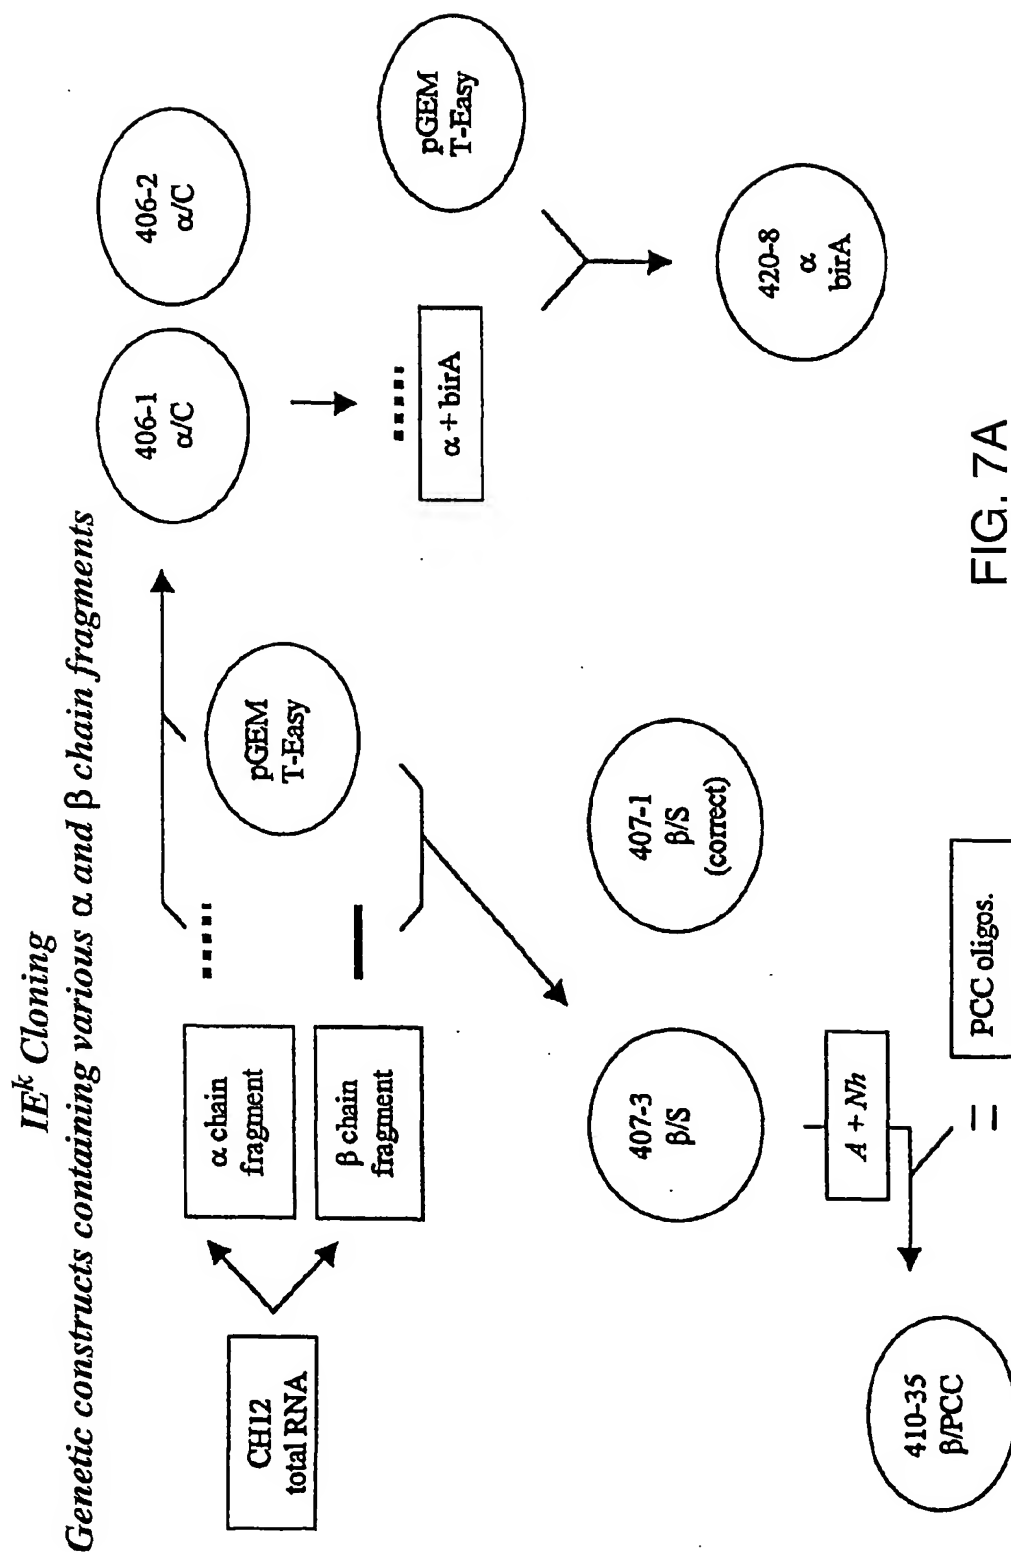 IEᵏ Cloning
Genetic constructs containing various α and β chain fragments
CH12
total RNA
α chain
fragment
β chain
fragment
pGEM
T-Easy
406-1
α/C
406-2
α/C
α + birA
pGEM
T-Easy
420-8
α
birA
407-3
β/S
407-1
β/S
(correct)
A + Nh
PCC oligos.
410-35
β/PCC
FIG. 7A